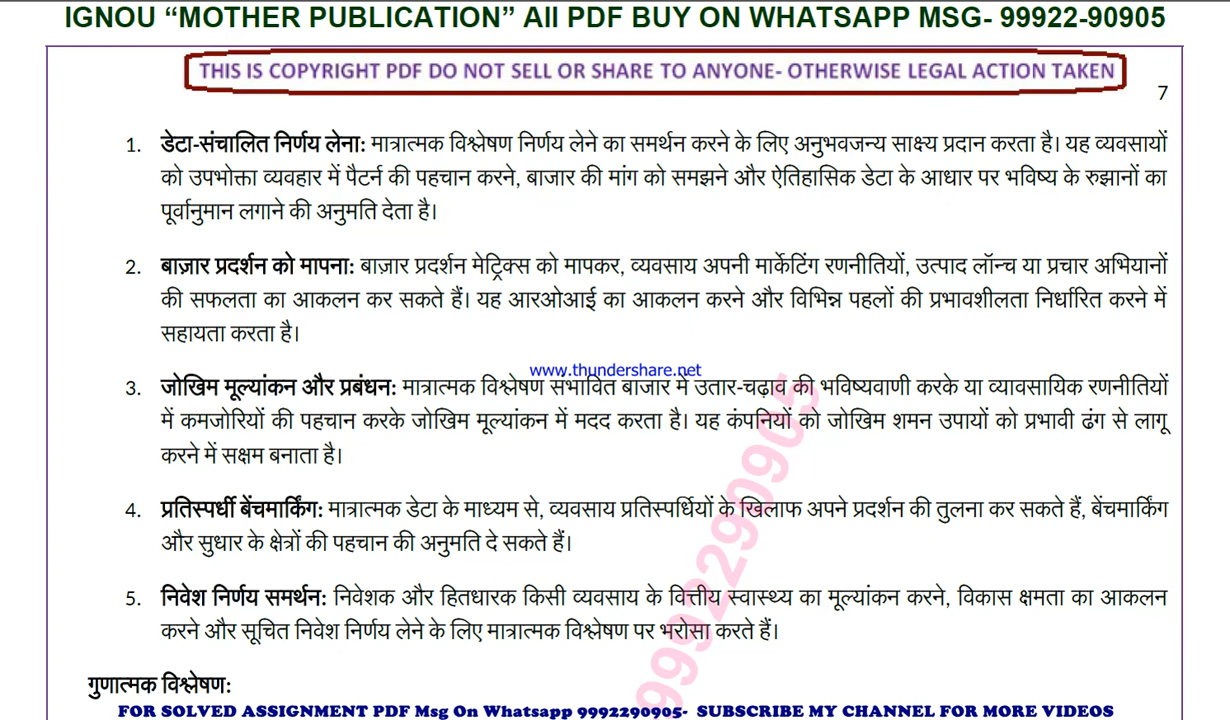 IGNOU “MOTHER PUBLICATION” All PDF BUY ON WHATSAPP MSG- 99922-90905
THIS IS COPYRIGHT PDF DO NOT SELL OR SHARE TO ANYONE- OTHERWISE LEGAL ACTION TAKEN
7
1. डेटा-संचालित निर्णय लेना: मात्रात्मक विश्लेषण निर्णय लेने का समर्थन करने के लिए अनुभवजन्य साक्ष्य प्रदान करता है। यह व्यवसायों
को उपभोक्ता व्यवहार में पैटर्न की पहचान करने, बाजार की मांग को समझने और ऐतिहासिक डेटा के आधार पर भविष्य के रुझानों का
पूर्वानुमान लगाने की अनुमति देता है।
2. बाज़ार प्रदर्शन को मापना: बाज़ार प्रदर्शन मेट्रिक्स को मापकर, व्यवसाय अपनी मार्केटिंग रणनीतियों, उत्पाद लॉन्च या प्रचार अभियानों
की सफलता का आकलन कर सकते हैं। यह आरओआई का आकलन करने और विभिन्न पहलों की प्रभावशीलता निर्धारित करने में
सहायता करता है।
www.thundershare.net
3. जोखिम मूल्यांकन और प्रबंधन: मात्रात्मक विश्लेषण संभावित बाजार में उतार-चढ़ाव की भविष्यवाणी करके या व्यावसायिक रणनीतियों
में कमजोरियों की पहचान करके जोखिम मूल्यांकन में मदद करता है। यह कंपनियों को जोखिम शमन उपायों को प्रभावी ढंग से लागू
करने में सक्षम बनाता है।
4. प्रतिस्पर्धी बेंचमार्किंग: मात्रात्मक डेटा के माध्यम से, व्यवसाय प्रतिस्पर्धियों के खिलाफ अपने प्रदर्शन की तुलना कर सकते हैं, बेंचमार्किंग
और सुधार के क्षेत्रों की पहचान की अनुमति दे सकते हैं।
5. निवेश निर्णय समर्थन: निवेशक और हितधारक किसी व्यवसाय के वित्तीय स्वास्थ्य का मूल्यांकन करने, विकास क्षमता का आकलन
करने और सूचित निवेश निर्णय लेने के लिए मात्रात्मक विश्लेषण पर भरोसा करते हैं।
9992290905
गुणात्मक विश्लेषण:
FOR SOLVED ASSIGNMENT PDF Msg On Whatsapp 9992290905- SUBSCRIBE MY CHANNEL FOR MORE VIDEOS